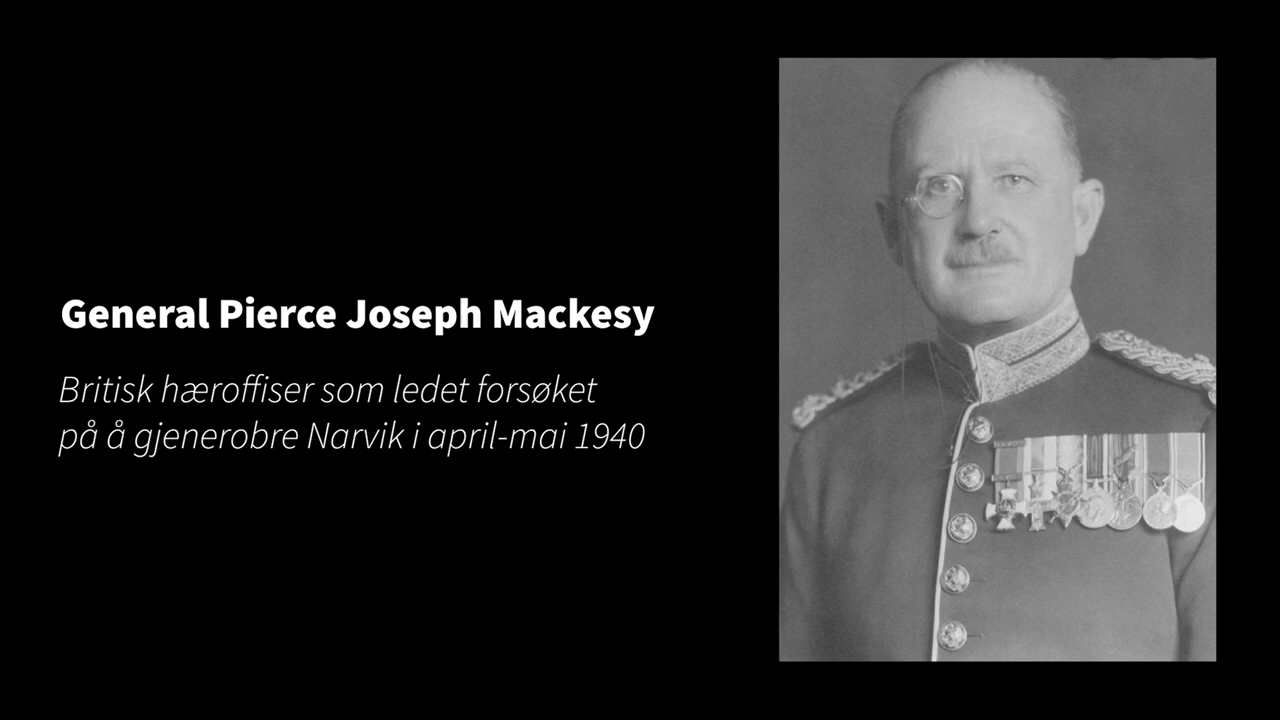 General Pierce Joseph Mackesy
Britisk hæroffiser som ledet forsøket
på å gjenerobre Narvik i april-mai 1940